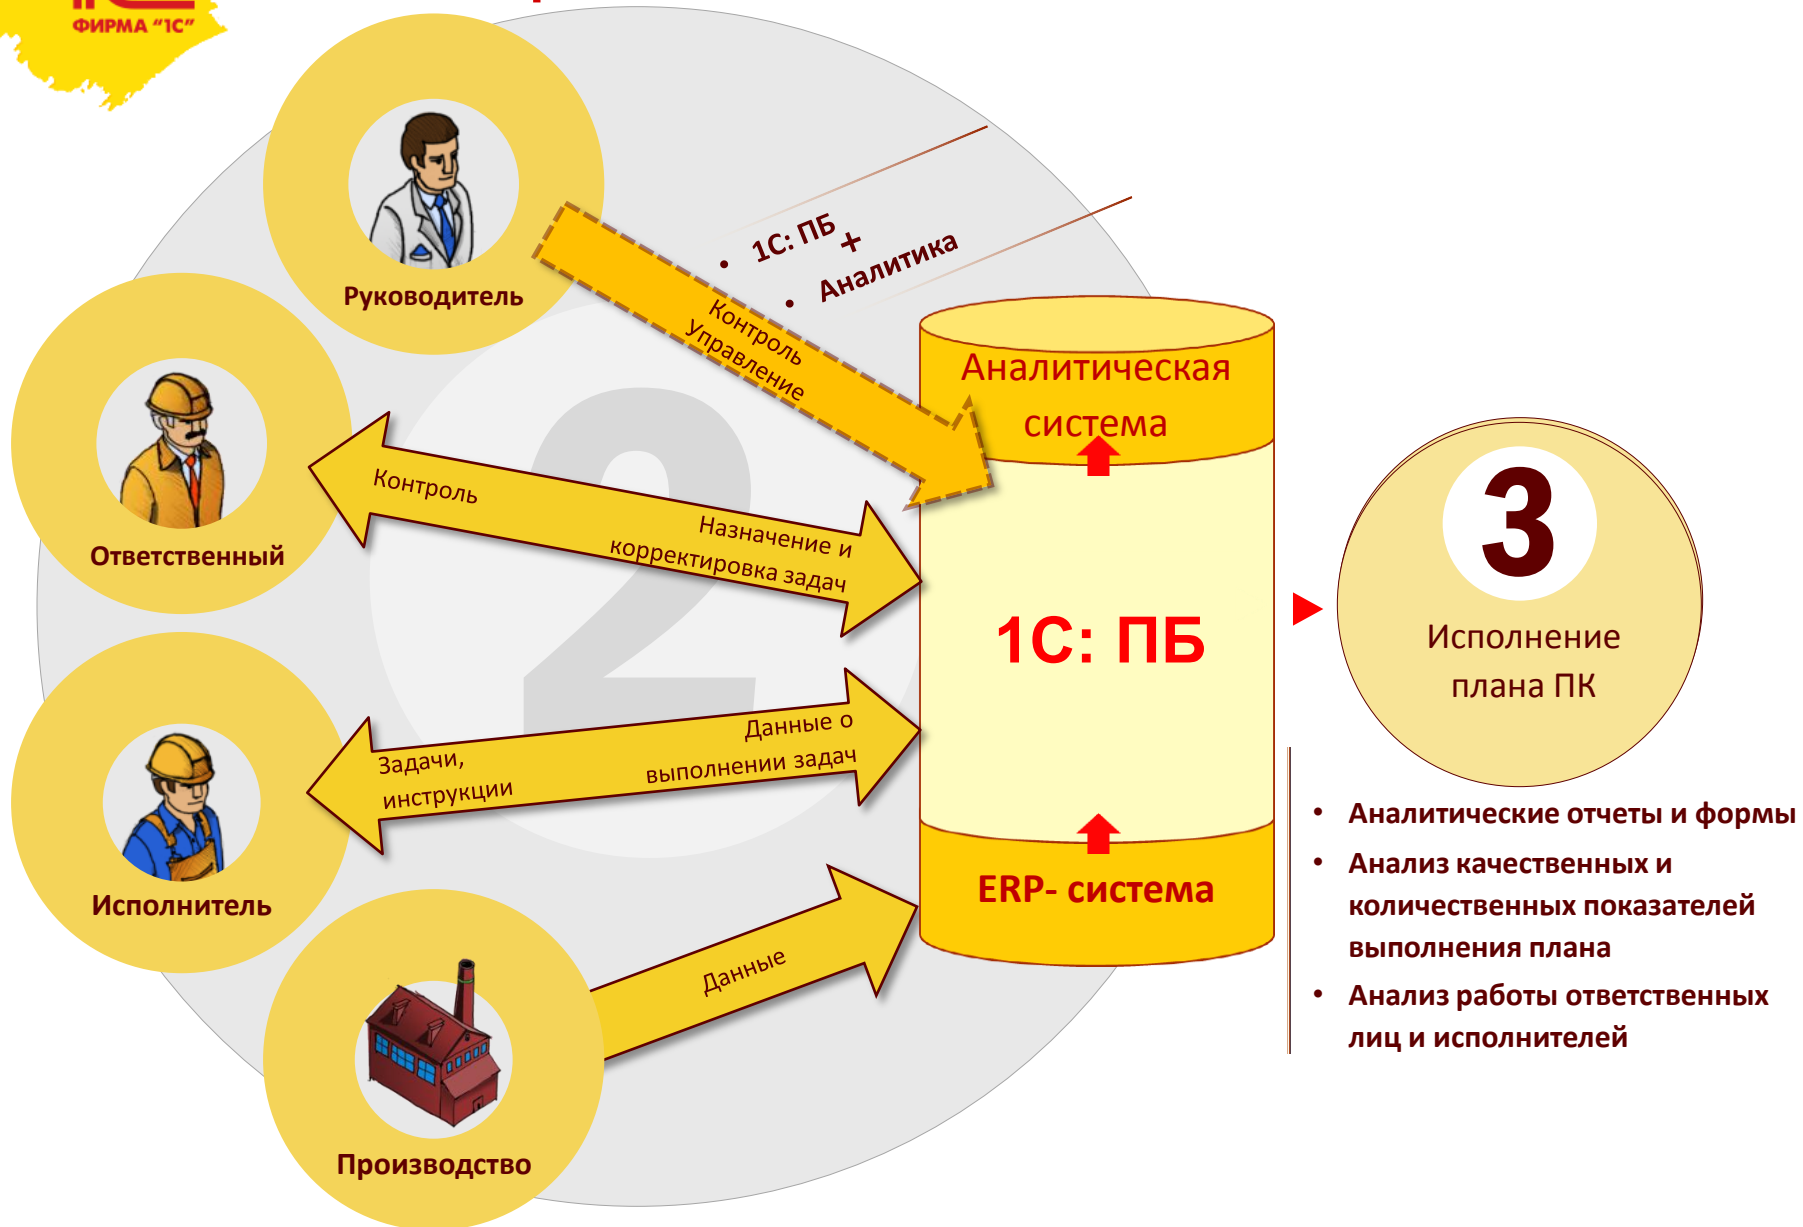 ФИРМА "1С"
Руководитель
• 1С: ПБ
+
• Аналитика
Контроль
Управление
Ответственный
Контроль
Назначение и
корректировка задач
Исполнитель
Задачи,
инструкции
Данные о
выполнении задач
Производство
Данные
2
Аналитическая
система
1С: ПБ
ERP- система
3
Исполнение
плана ПК
• Аналитические отчеты и формы
• Анализ качественных и
количественных показателей
выполнения плана
• Анализ работы ответственных
лиц и исполнителей